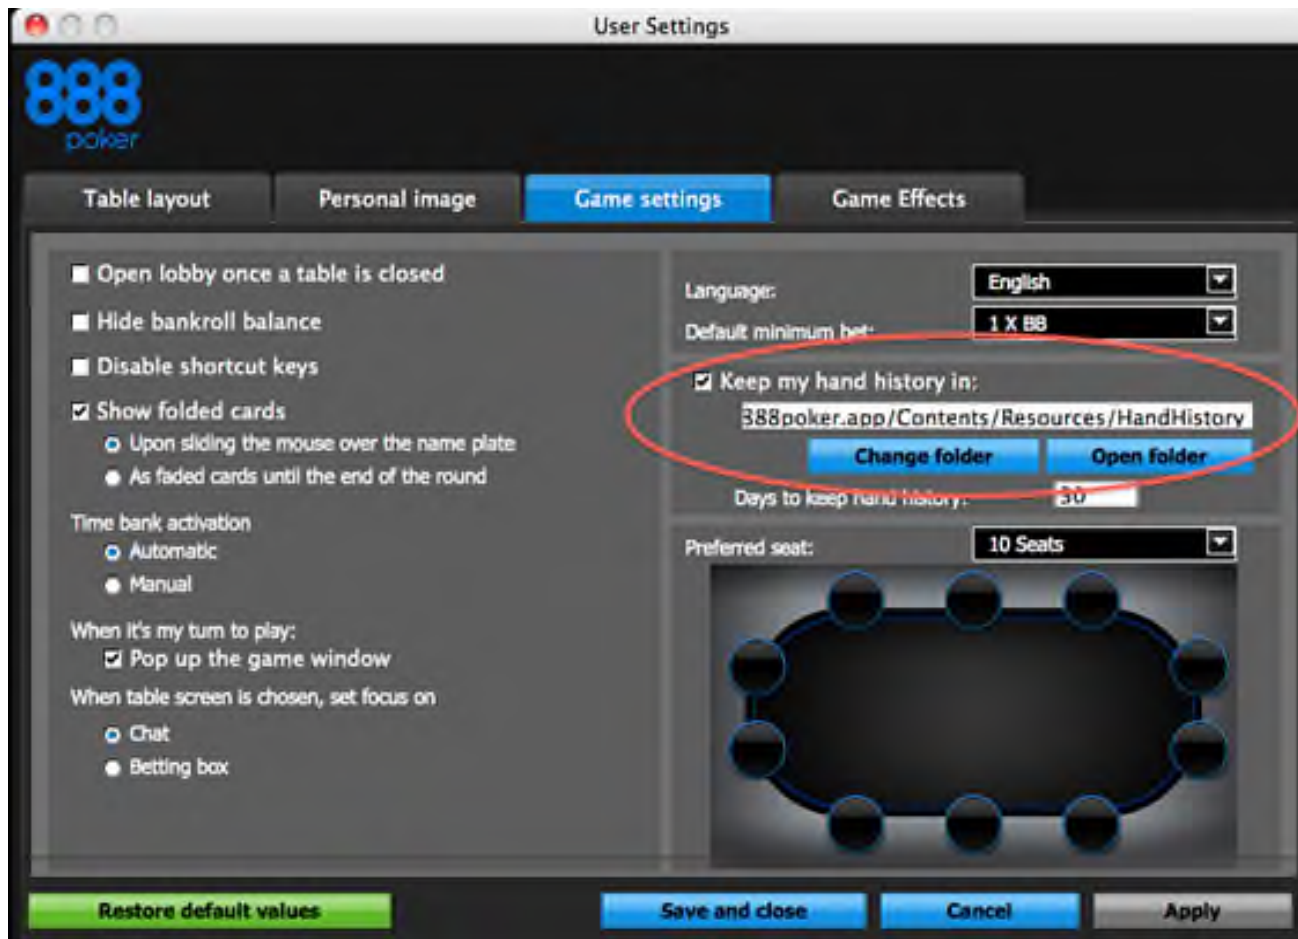 User Settings
888
poker
Table layout
Personal image
Game settings
Game Effects
Open lobby once a table is closed
Hide bankroll balance
Disable shortcut keys
Show folded cards
Upon sliding the mouse over the name plate
As faded cards until the end of the round
Time bank activation
Automatic
Manual
When it's my turn to play:
Pop up the game window
When table screen is chosen, set focus on
Chat
Betting box
Language:
English
Default minimum bet:
1 X BB
Keep my hand history in:
888poker.app/Contents/Resources/HandHistory
Change folder
Open folder
Days to keep hand history:
30
Preferred seat:
10 Seats
Restore default values
Save and close
Cancel
Apply